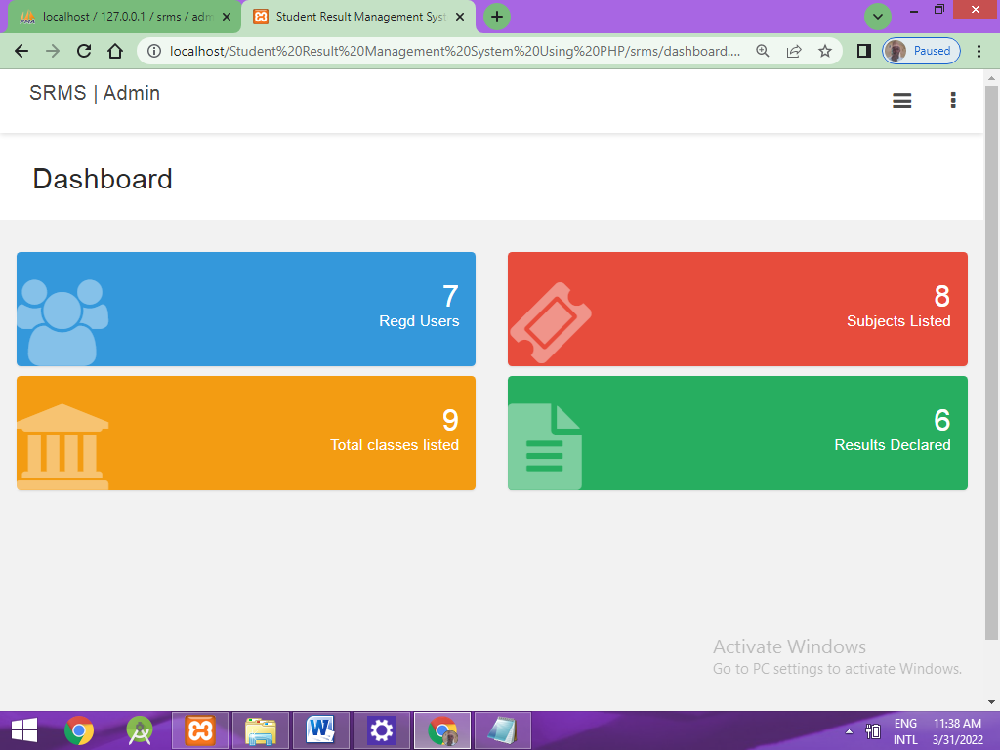 localhost / 127.0.0.1 / srms / adm
Student Result Management Syst
localhost/Student%20Result%20Management%20System%20Using%20PHP/srms/dashboard....
Paused
SRMS | Admin
Dashboard
7
Regd Users
8
Subjects Listed
9
Total classes listed
6
Results Declared
Activate Windows
Go to PC settings to activate Windows.
ENG
INTL
11:38 AM
3/31/2022